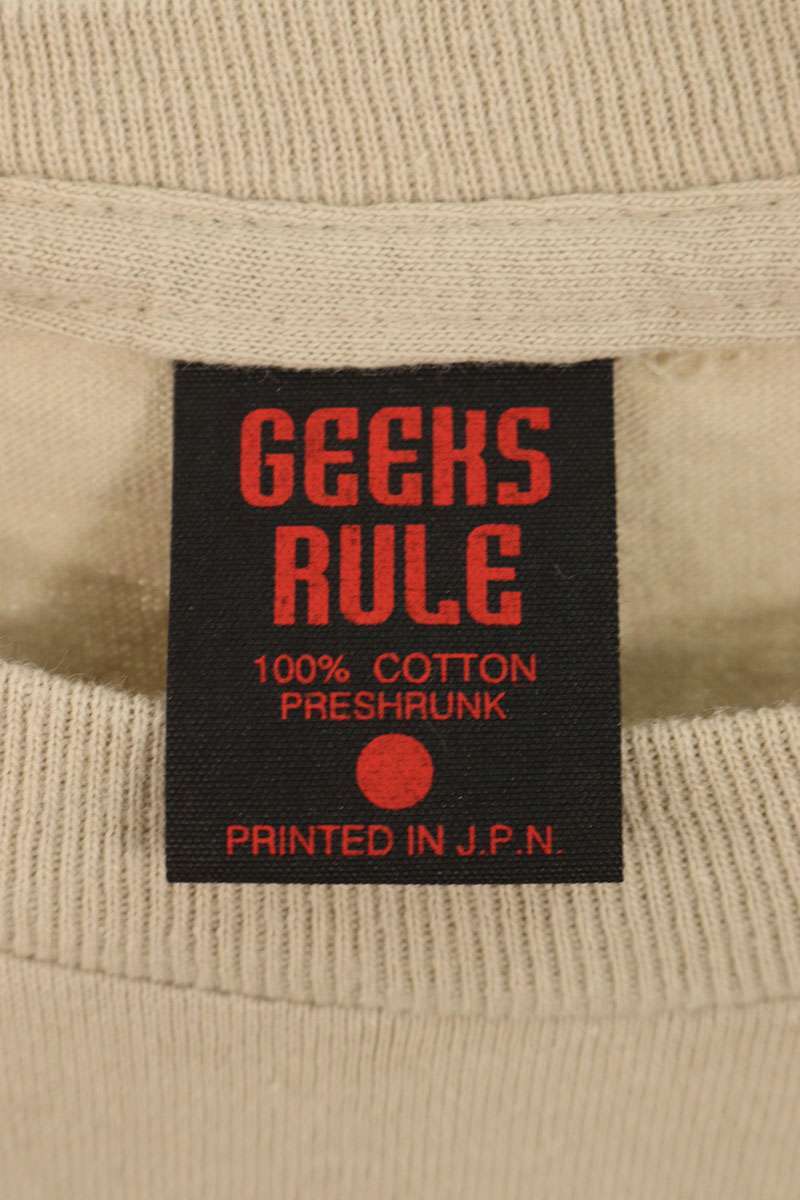 GEEKS
RULE
100% COTTON
PRESHRUNK
PRINTED IN J.P.N.